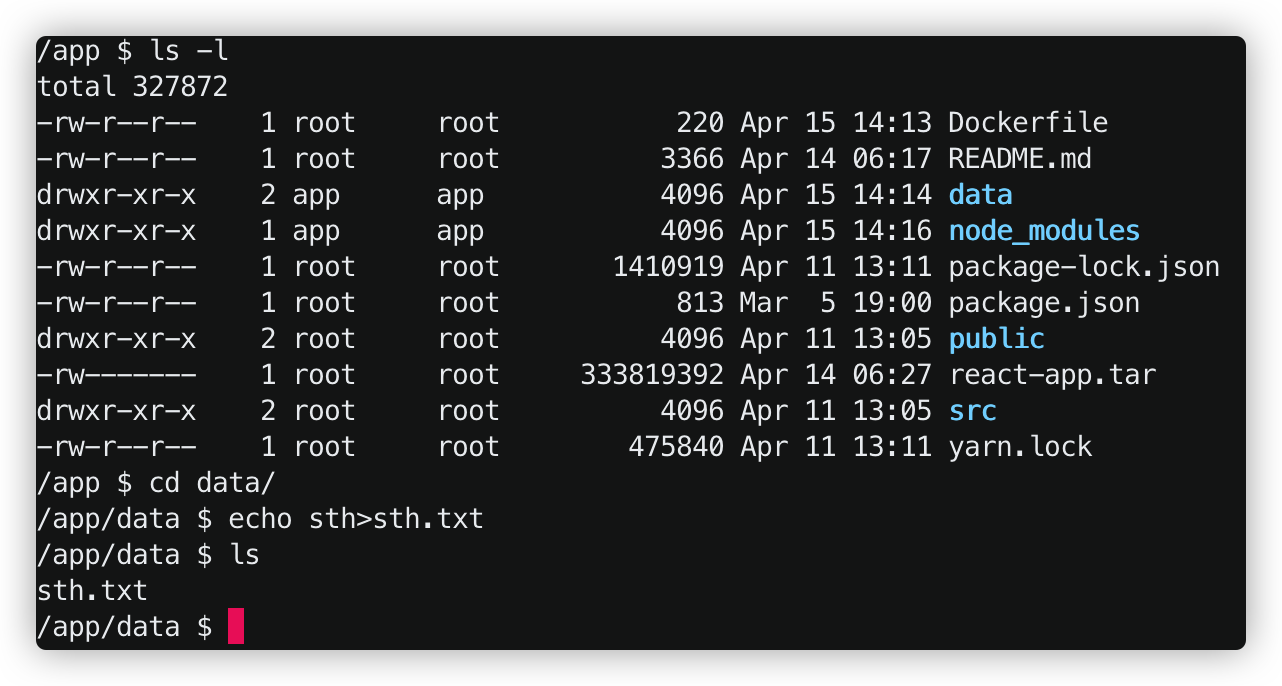 /app $ ls -l
total 327872
-rw-r--r--    1 root     root           220 Apr 15 14:13 Dockerfile
-rw-r--r--    1 root     root          3366 Apr 14 06:17 README.md
drwxr-xr-x    2 app      app           4096 Apr 15 14:14 data
drwxr-xr-x    1 app      app           4096 Apr 15 14:16 node_modules
-rw-r--r--    1 root     root       1410919 Apr 11 13:11 package-lock.json
-rw-r--r--    1 root     root           813 Mar  5 19:00 package.json
drwxr-xr-x    2 root     root          4096 Apr 11 13:05 public
-rw-------    1 root     root     333819392 Apr 14 06:27 react-app.tar
drwxr-xr-x    2 root     root          4096 Apr 11 13:05 src
-rw-r--r--    1 root     root        475840 Apr 11 13:11 yarn.lock
/app $ cd data/
/app/data $ echo sth>sth.txt
/app/data $ ls
sth.txt
/app/data $